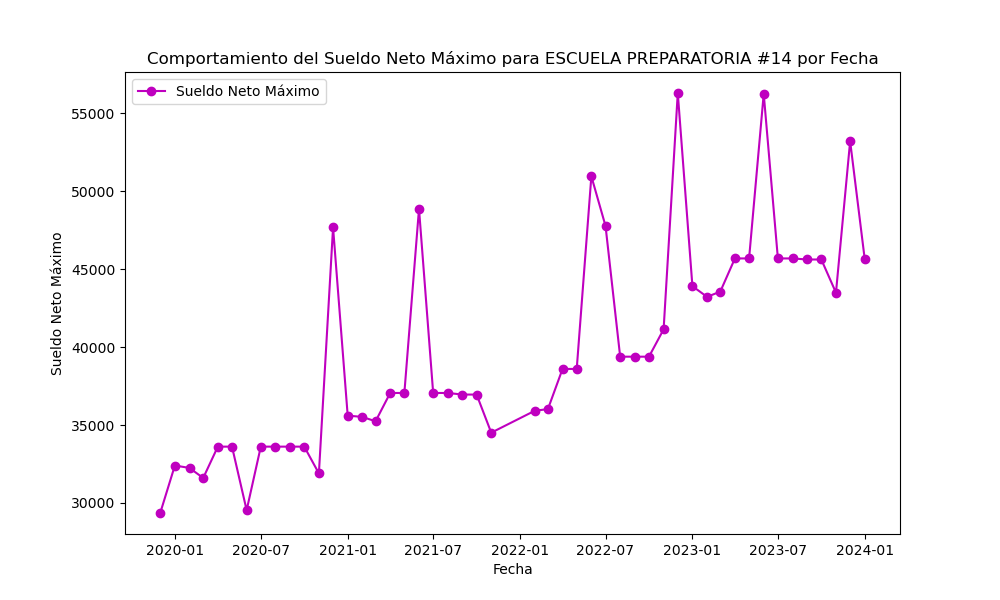 Comportamiento del Sueldo Neto Máximo para ESCUELA PREPARATORIA #14 por Fecha
Sueldo Neto Máximo
55000
50000
45000
40000
35000
30000
Sueldo Neto Máximo
2020-01 2020-07 2021-01 2021-07 2022-01 2022-07 2023-01 2023-07 2024-01
Fecha